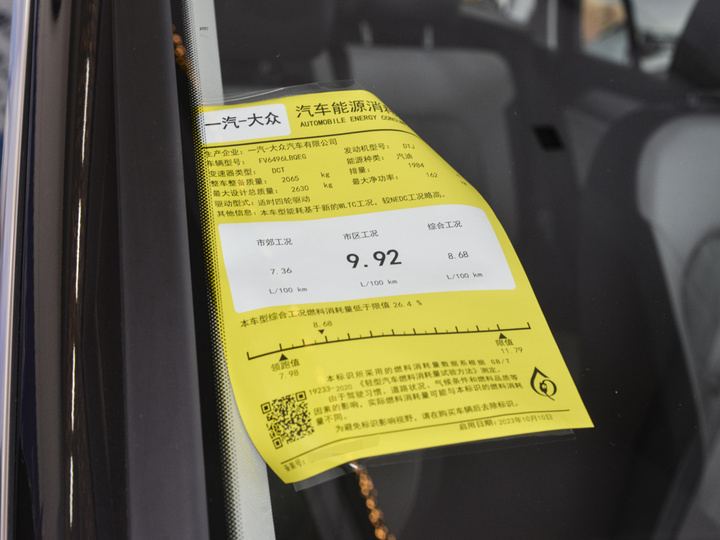 一汽-大众
汽车能源消
AUTOMOBILE ENERGY
生产企业: 一汽-大众汽车有限公司
车辆型号: FV6496LBQEG 发动机型号: DTJ
变速器类型: DCT 能源种类: 汽油
整车整备质量: 2065 kg 排量: 1984
最大设计总质量: 2630 kg 最大净功率: 162
驱动型式: 适时四轮驱动
其他信息: 本车型能耗基于新的WLTC工况, 较NEDC工况略高。
市郊工况 市区工况 综合工况
7.36 9.92 8.68
L/100 km L/100 km L/100 km
本车型综合工况燃料消耗量低于限值 26.4 %
8.68
领跑值 限值
7.98 11.79
本标识所采用的燃料消耗量数据系根据 GB/T
19233-2020 《轻型汽车燃料消耗量试验方法》测定。
由于驾驶习惯、道路状况、气候条件和燃料品质等
因素的影响, 实际燃料消耗量可能与本标识的燃料消耗
量不同。
为避免标识影响视野, 请在购买车辆后去除标识。
备案号: 启用日期: 2023年10月10日